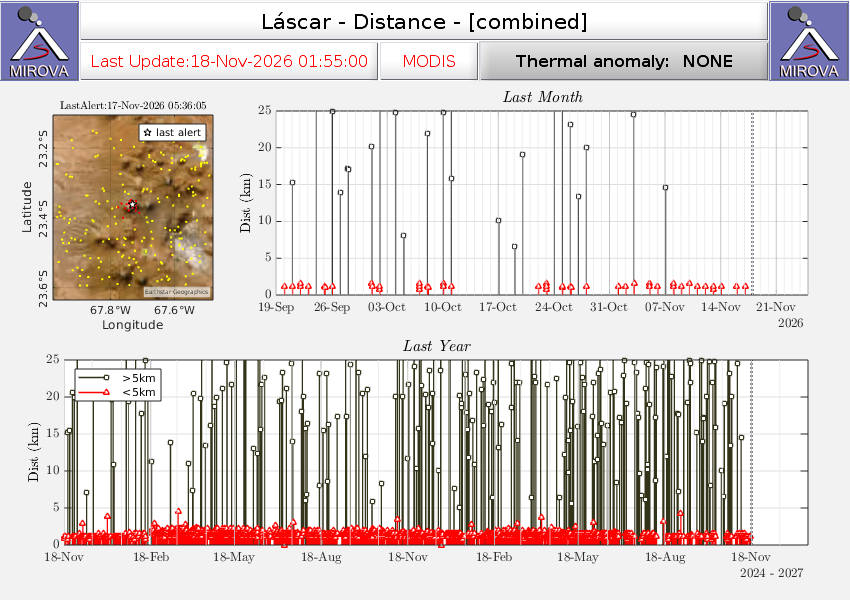 Láscar - Distance - [combined]
MIROVA
Last Update:18-Nov-2026 01:55:00
MODIS
Thermal anomaly: NONE
MIROVA
LastAlert:17-Nov-2026 05:36:05
last alert
23.2°S
23.4°S
23.6°S
Latitude
EarthStar Geographics
67.8°W
67.6°W
Longitude
Last Month
25
20
15
10
5
0
Dist (km)
19-Sep
26-Sep
03-Oct
10-Oct
17-Oct
24-Oct
31-Oct
07-Nov
14-Nov
21-Nov
2026
Last Year
25
20
15
10
5
0
Dist (km)
>5km
<5km
18-Nov
18-Feb
18-May
18-Aug
18-Nov
18-Feb
18-May
18-Aug
18-Nov
2024 - 2027